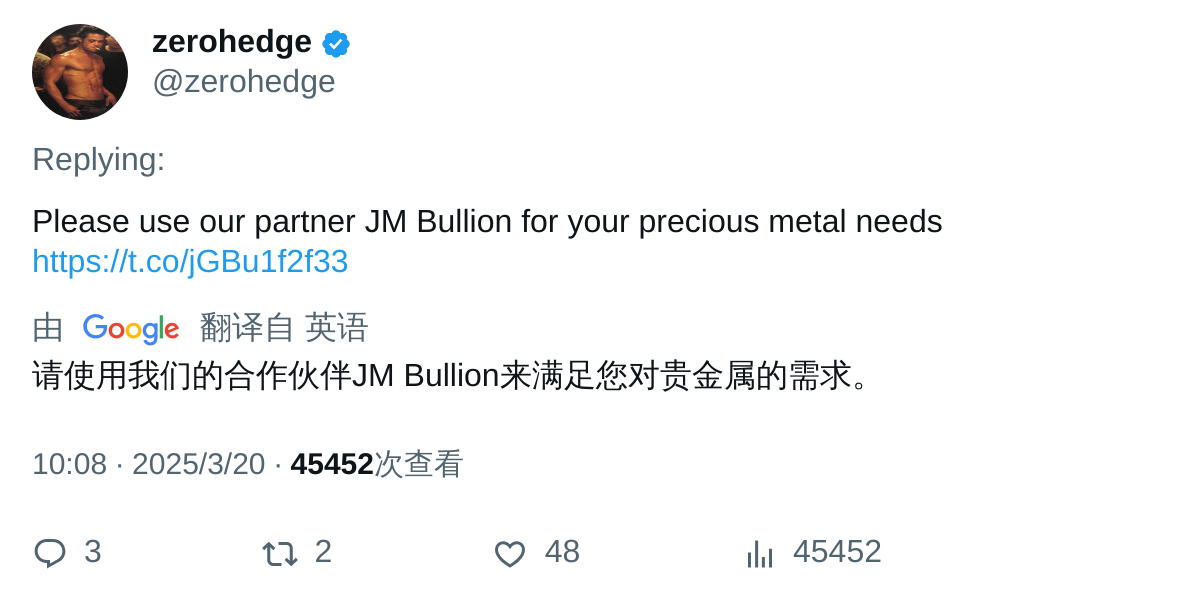 zerohedge
@zerohedge
Replying:
Please use our partner JM Bullion for your precious metal needs
https://t.co/jGBu1f2f33
由 Google 翻译自 英语
请使用我们的合作伙伴JM Bullion来满足您对贵金属的需求。
10:08 · 2025/3/20 · 45452次查看
3 2 48 45452